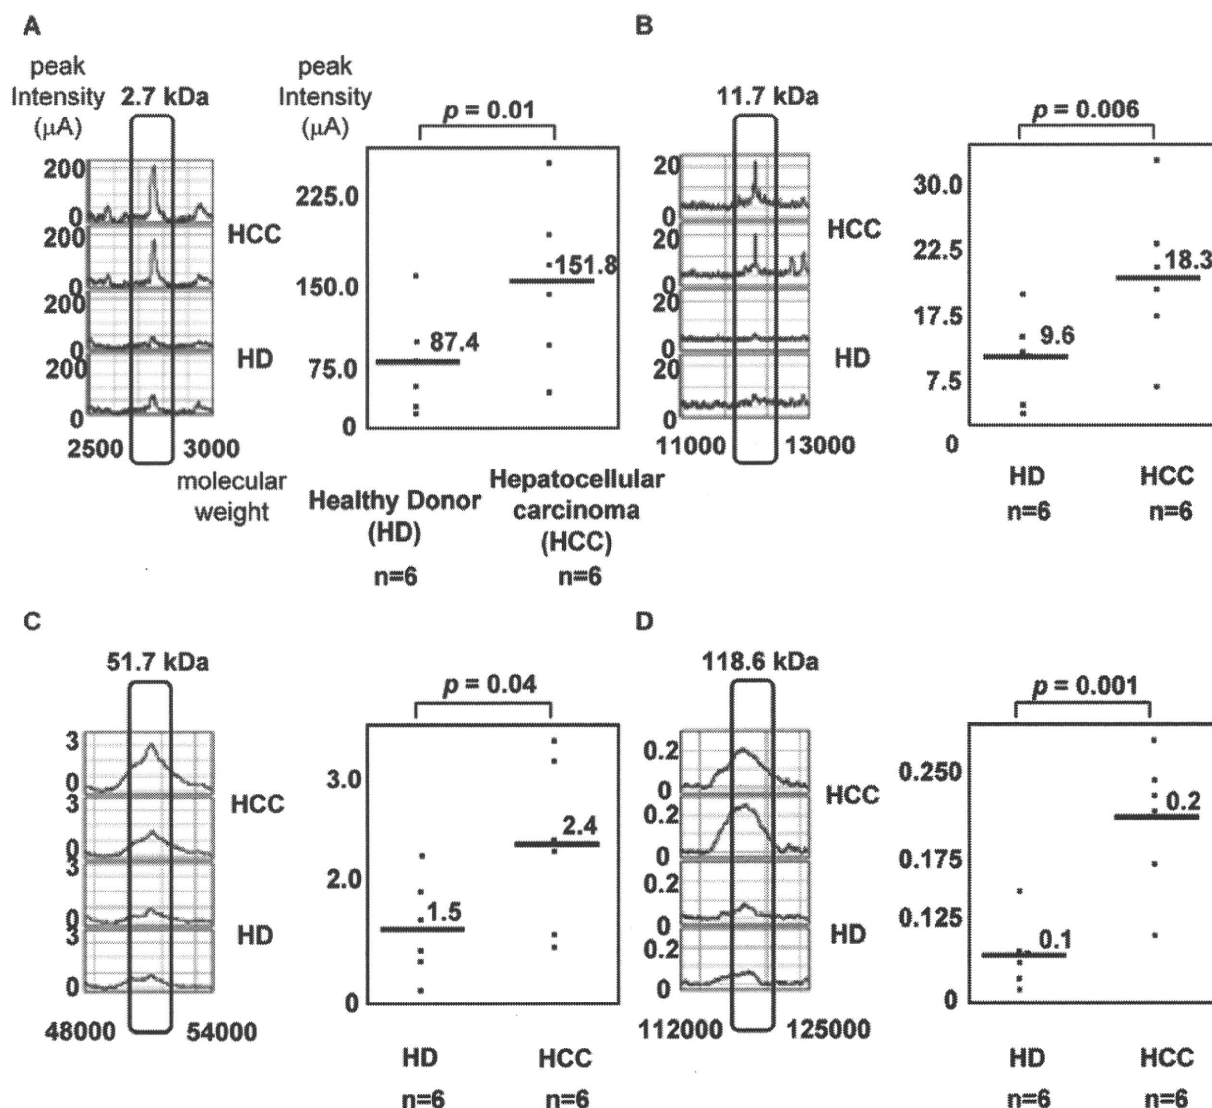 A
peak
Intensity
(μA)
2.7 kDa
200
0
200
0
200
0
200
0
HCC
HD
2500
3000
molecular
weight
peak
Intensity
(μA)
p = 0.01
225.0
150.0
75.0
0
87.4
151.8
Healthy Donor
(HD)
n=6
Hepatocellular
carcinoma
(HCC)
n=6
B
11.7 kDa
20
0
20
0
20
0
20
0
HCC
HD
11000
13000
p = 0.006
30.0
22.5
17.5
7.5
0
9.6
18.3
HD
n=6
HCC
n=6
C
51.7 kDa
3
0
3
0
3
0
3
0
HCC
HD
48000
54000
p = 0.04
3.0
2.0
0
1.5
2.4
HD
n=6
HCC
n=6
D
118.6 kDa
0.2
0
0.2
0
0.2
0
0.2
0
HCC
HD
112000
125000
p = 0.001
0.250
0.175
0.125
0
0.1
0.2
HD
n=6
HCC
n=6